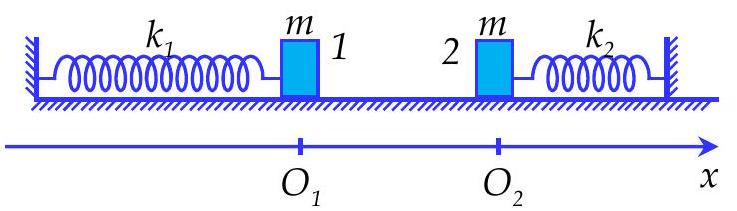 k₁ m 1 2 m k₂
O₁ O₂ x